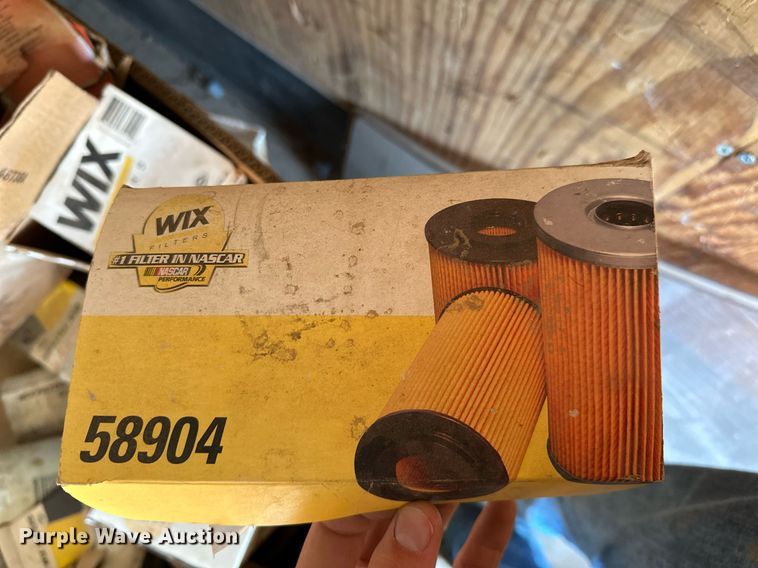 WIX
WIX
FILTERS
#1 FILTER IN NASCAR
NASCAR
PERFORMANCE
58904
Purple Wave Auction